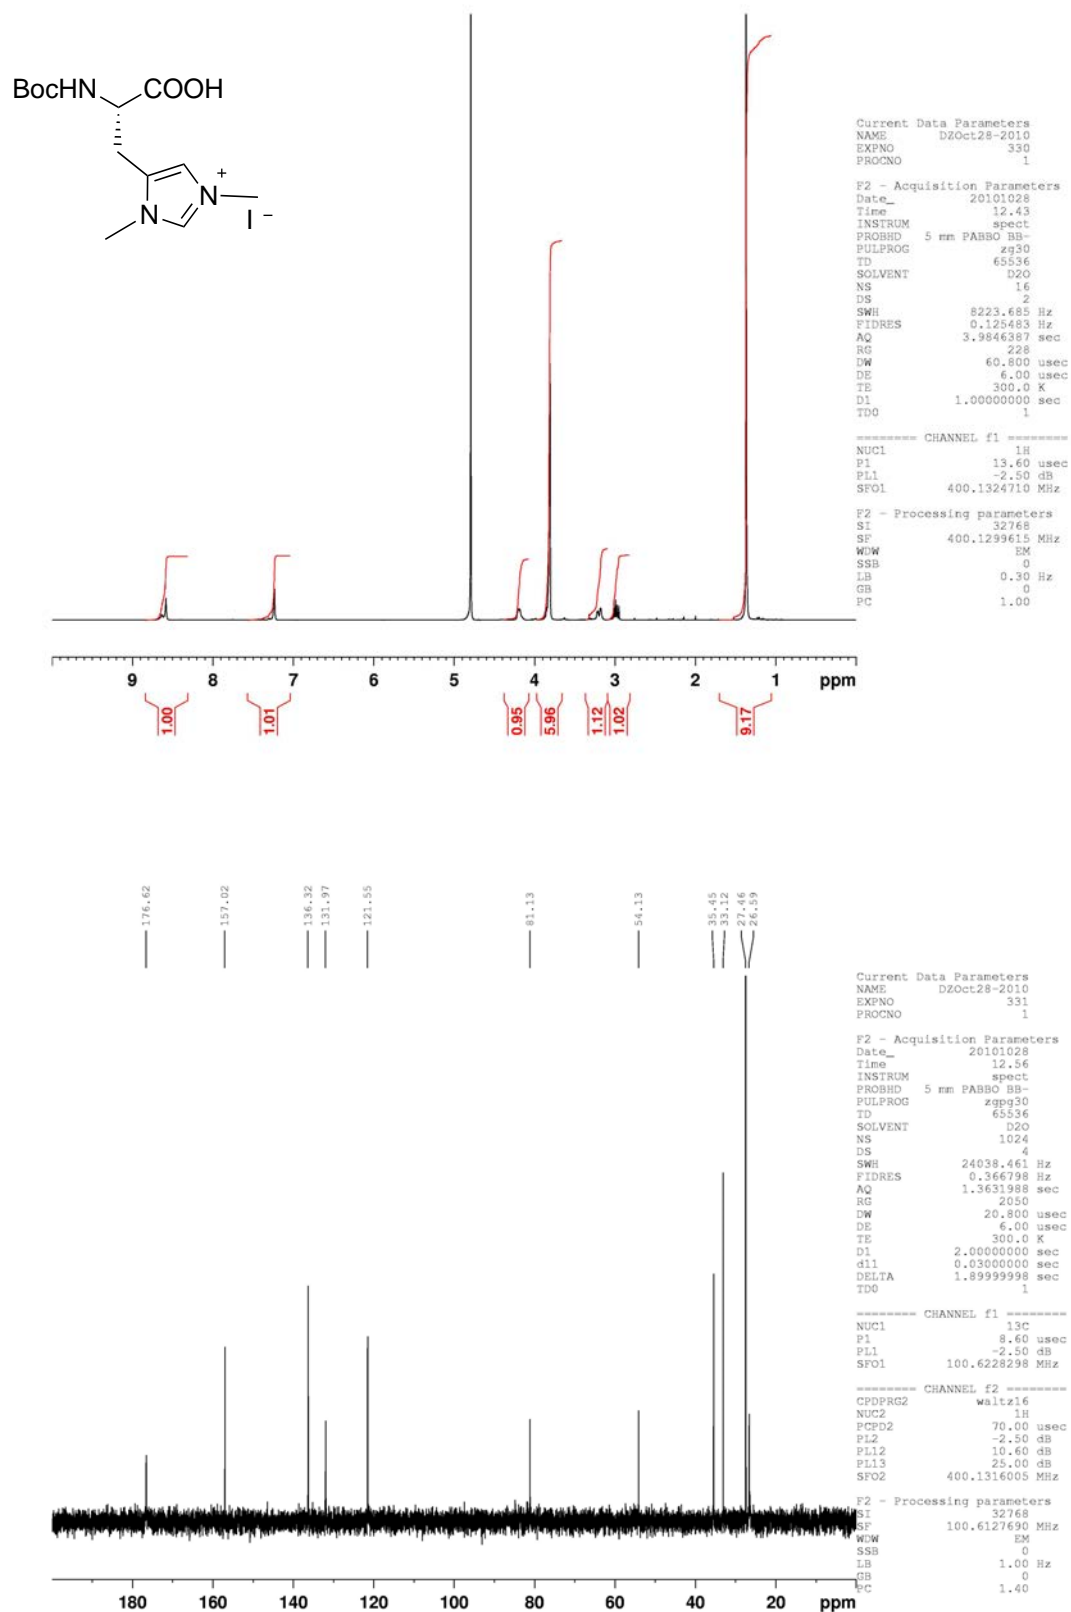 BocHN COOH
+
N
N
I −
Current Data Parameters
NAME DZOct28-2010
EXPNO 330
PROCNO 1
F2 - Acquisition Parameters
Date_ 20101028
Time 12.43
INSTRUM spect
PROBHD 5 mm PABBO BB-
PULPROG zg30
TD 65536
SOLVENT D2O
NS 16
DS 2
SWH 8223.685 Hz
FIDRES 0.125483 Hz
AQ 3.9846387 sec
RG 228
DW 60.800 usec
DE 6.00 usec
TE 300.0 K
D1 1.00000000 sec
TD0 1
======== CHANNEL f1 ========
NUC1 1H
P1 13.60 usec
PL1 -2.50 dB
SFO1 400.1324710 MHz
F2 - Processing parameters
SI 32768
SF 400.1299615 MHz
WDW EM
SSB 0
LB 0.30 Hz
GB 0
PC 1.00
9 8 7 6 5 4 3 2 1 ppm
1.00 1.01 0.95 5.96 1.12 1.02 9.17
176.62 157.02 136.32 131.97 121.55 81.13 54.13 35.45 33.12 27.46 26.59
Current Data Parameters
NAME DZOct28-2010
EXPNO 331
PROCNO 1
F2 - Acquisition Parameters
Date_ 20101028
Time 12.56
INSTRUM spect
PROBHD 5 mm PABBO BB-
PULPROG zgpg30
TD 65536
SOLVENT D2O
NS 1024
DS 4
SWH 24038.461 Hz
FIDRES 0.366798 Hz
AQ 1.3631988 sec
RG 2050
DW 20.800 usec
DE 6.00 usec
TE 300.0 K
D1 2.00000000 sec
d11 0.03000000 sec
DELTA 1.89999998 sec
TD0 1
======== CHANNEL f1 ========
NUC1 13C
P1 8.60 usec
PL1 -2.50 dB
SFO1 100.6228298 MHz
======== CHANNEL f2 ========
CPDPRG2 waltz16
NUC2 1H
PCPD2 70.00 usec
PL2 -2.50 dB
PL12 10.60 dB
PL13 25.00 dB
SFO2 400.1316005 MHz
F2 - Processing parameters
SI 32768
SF 100.6127690 MHz
WDW EM
SSB 0
LB 1.00 Hz
GB 0
PC 1.40
180 160 140 120 100 80 60 40 20 ppm